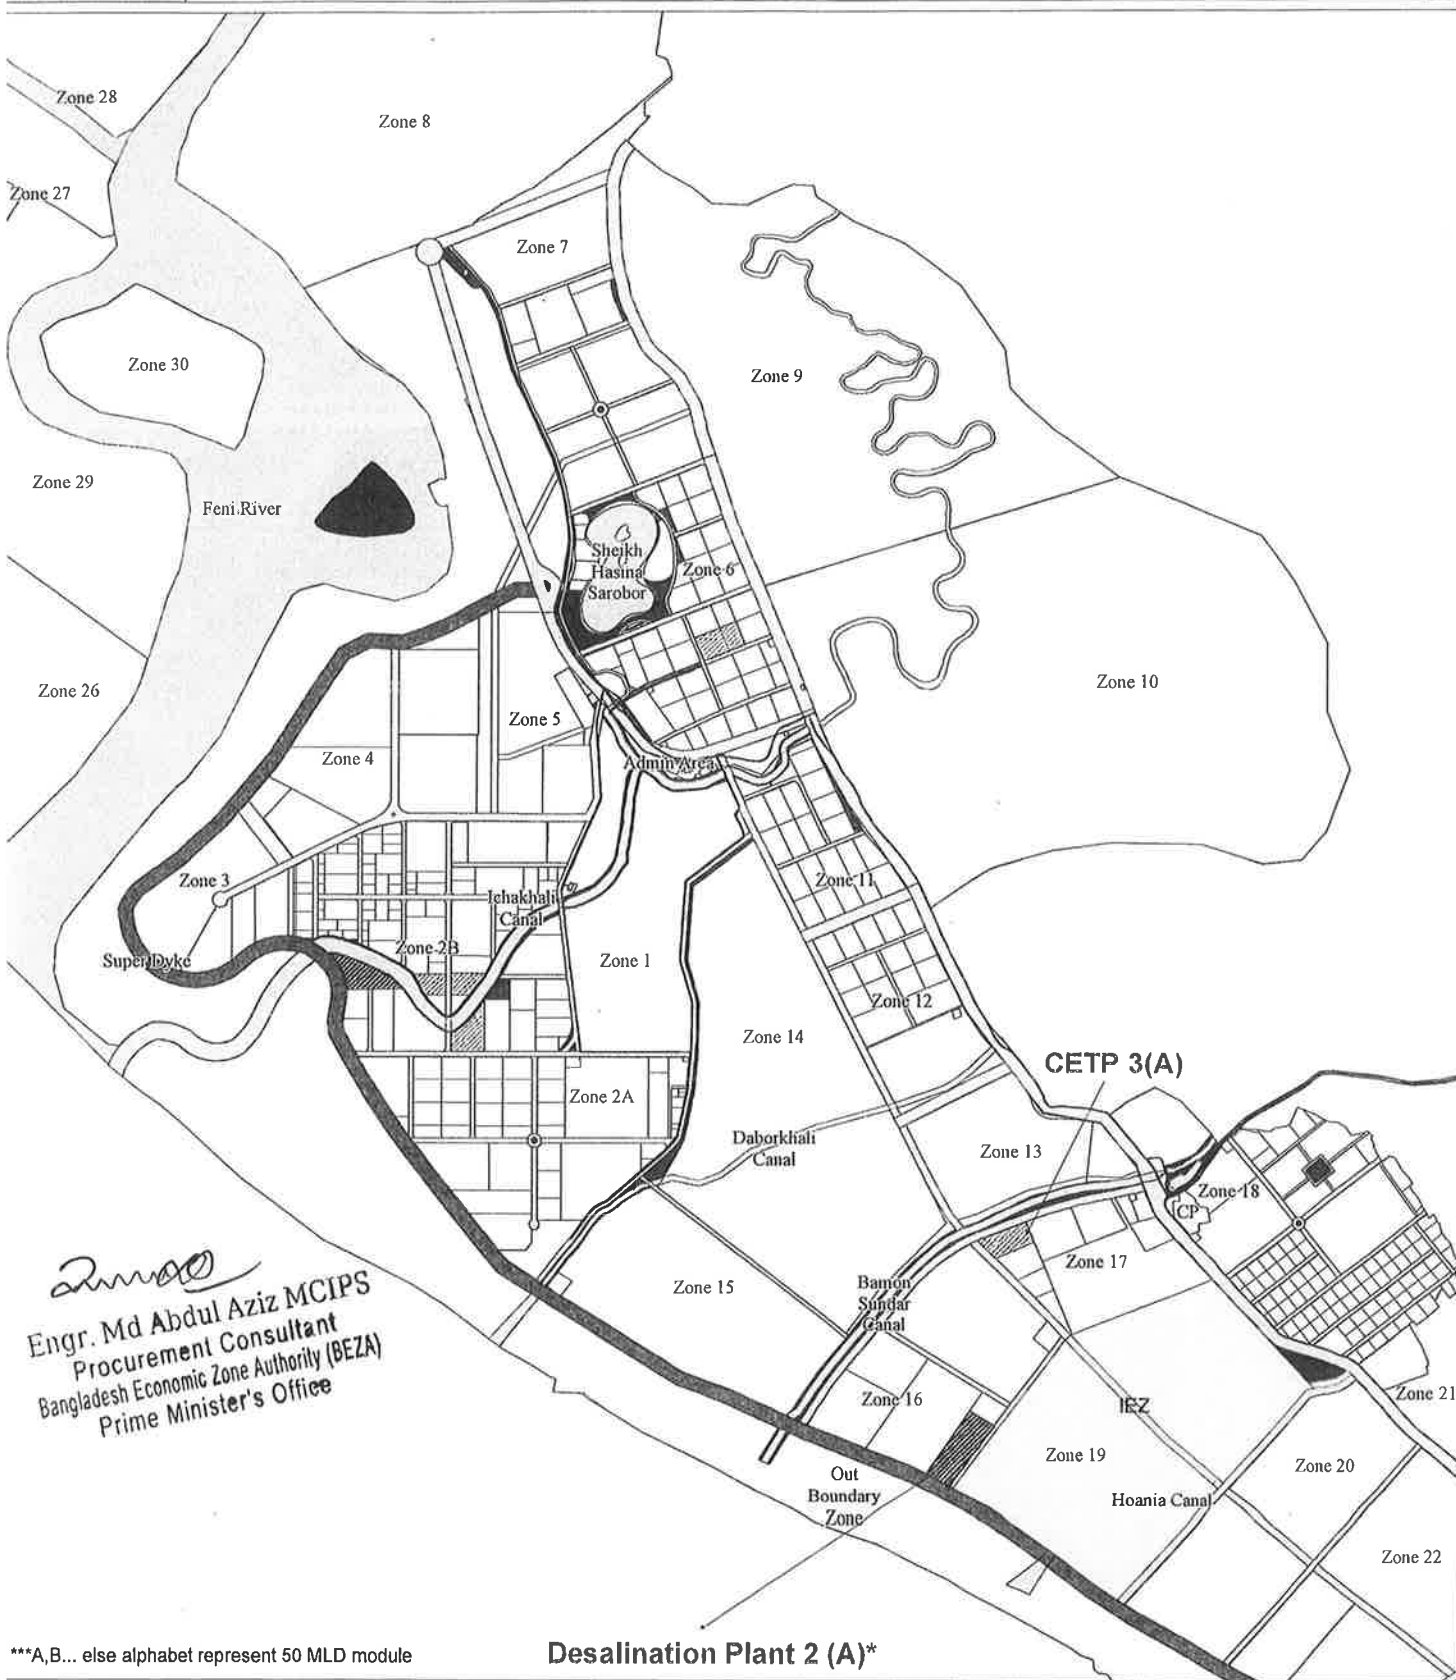 Zone 28
Zone 8
Zone 27
Zone 7
Zone 30
Zone 9
Zone 29
Feni River
Sheikh
Hasina
Sarobor
Zone 6
Zone 26
Zone 10
Zone 5
Zone 4
Admin Area
Zone 3
Zone 11
Ichakhali
Canal
Zone 2B
Super Dyke
Zone 1
Zone 12
Zone 14
CETP 3(A)
Zone 2A
Daborkhali
Canal
Zone 13
Zone 18
CP
Zone 17
Zone 15
Bamon
Sundar
Canal
Engr. Md Abdul Aziz MCIPS
Procurement Consultant
Bangladesh Economic Zone Authority (BEZA)
Prime Minister's Office
Zone 21
Zone 16
IEZ
Zone 19
Zone 20
Out
Boundary
Zone
Hoania Canal
Zone 22
***A,B... else alphabet represent 50 MLD module
Desalination Plant 2 (A)*